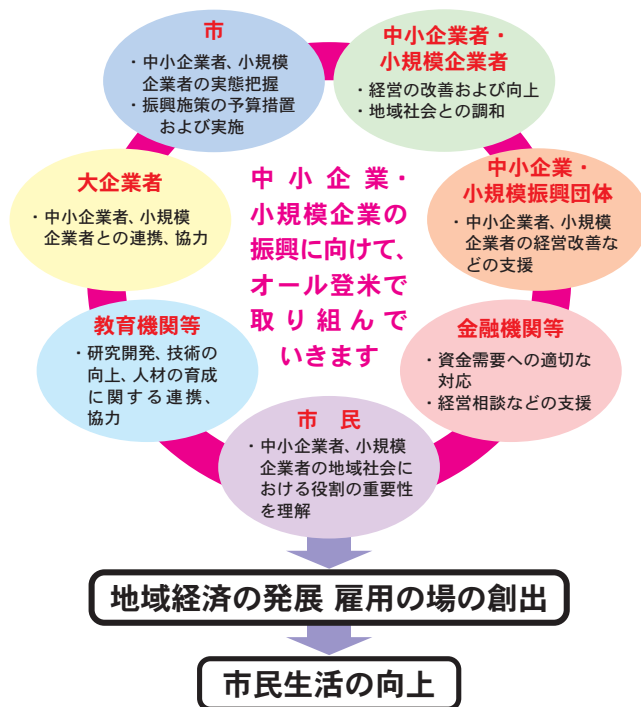 市
・中小企業者、小規模
企業者の実態把握
・振興施策の予算措置
および実施
中小企業者・
小規模企業者
・経営の改善および向上
・地域社会との調和
大企業者
・中小企業者、小規模
企業者との連携、協力
中小企業・
小規模企業の
振興に向けて、
オール登米で
取り組んで
いきます
中小企業・
小規模振興団体
・中小企業者、小規模
企業者の経営改善な
どの支援
教育機関等
・研究開発、技術の
向上、人材の育成
に関する連携、
協力
金融機関等
・資金需要への適切な
対応
・経営相談などの支援
市　民
・中小企業者、小規模
企業者の地域社会に
おける役割の重要性
を理解
地域経済の発展 雇用の場の創出
市民生活の向上